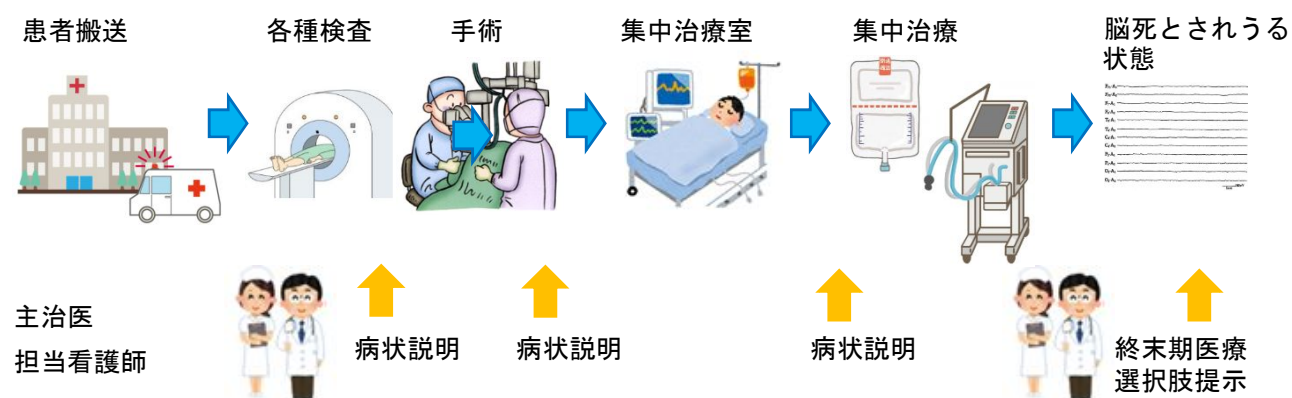 患者搬送
各種検査
手術
集中治療室
集中治療
脳死とされうる
状態
主治医
担当看護師
病状説明
病状説明
病状説明
終末期医療
選択肢提示